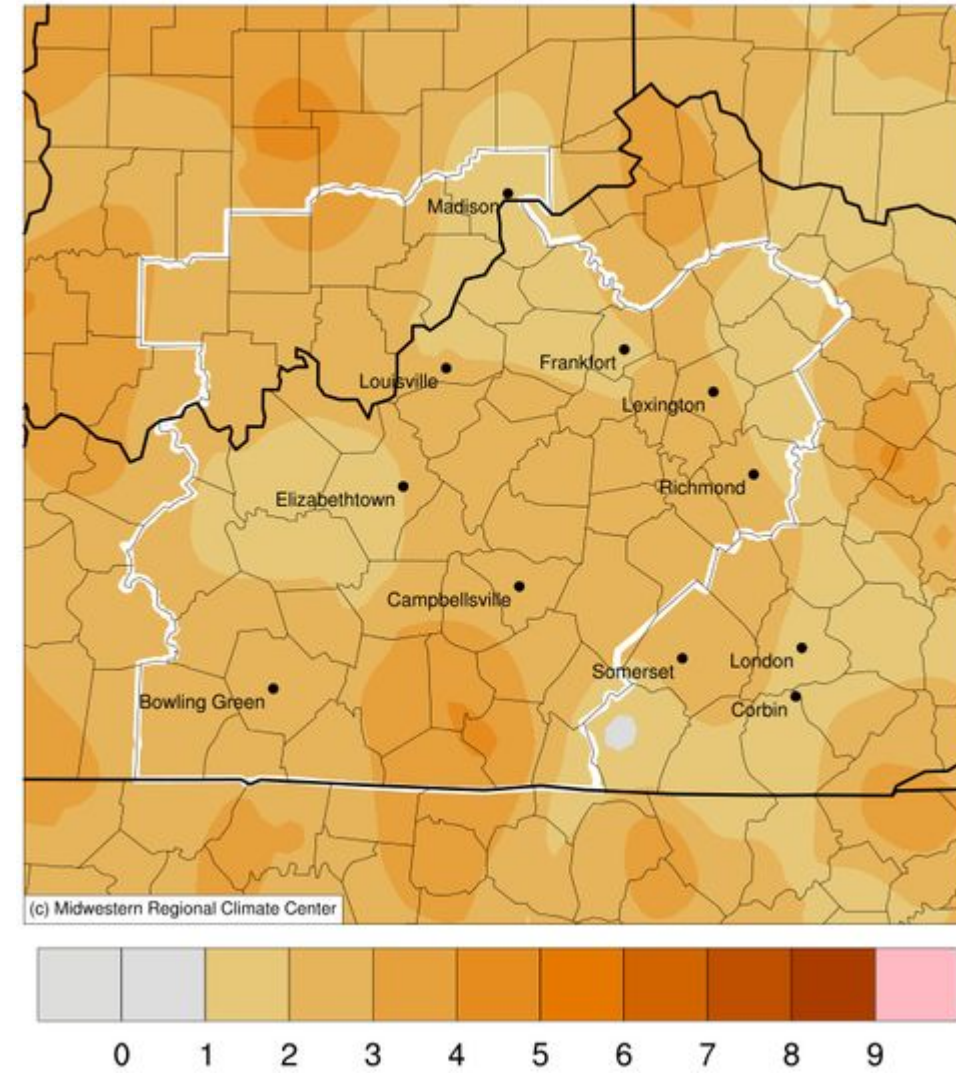 Madison
Frankfort
Louisville
Lexington
Richmond
Elizabethtown
Campbellsville
Somerset
London
Bowling Green
Corbin
(c) Midwestern Regional Climate Center
0 1 2 3 4 5 6 7 8 9